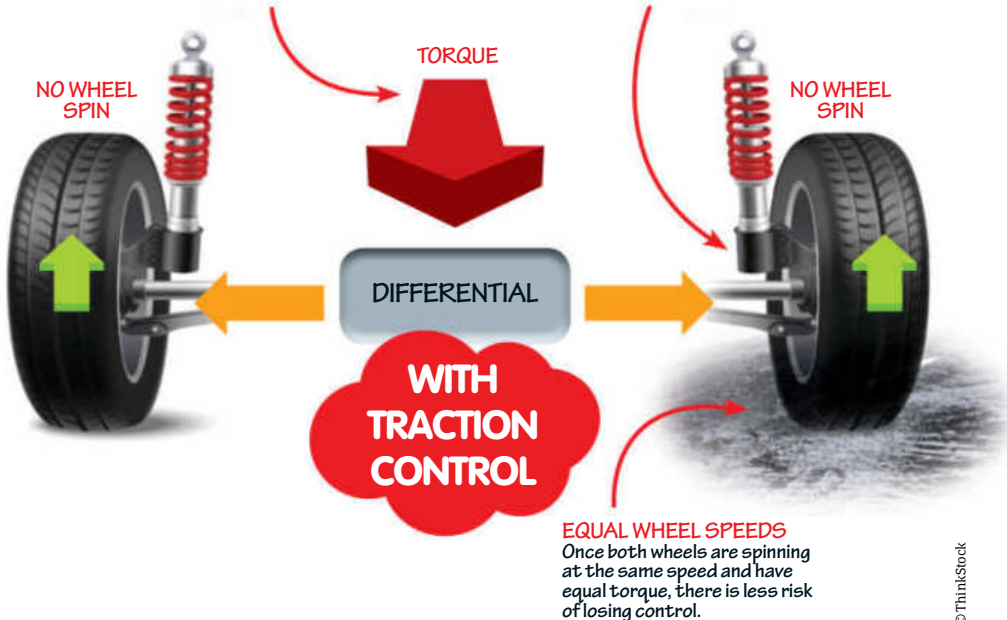 TORQUE
NO WHEEL
SPIN
NO WHEEL
SPIN
DIFFERENTIAL
WITH
TRACTION
CONTROL
EQUAL WHEEL SPEEDS
Once both wheels are spinning
at the same speed and have
equal torque, there is less risk
of losing control.
© ThinkStock